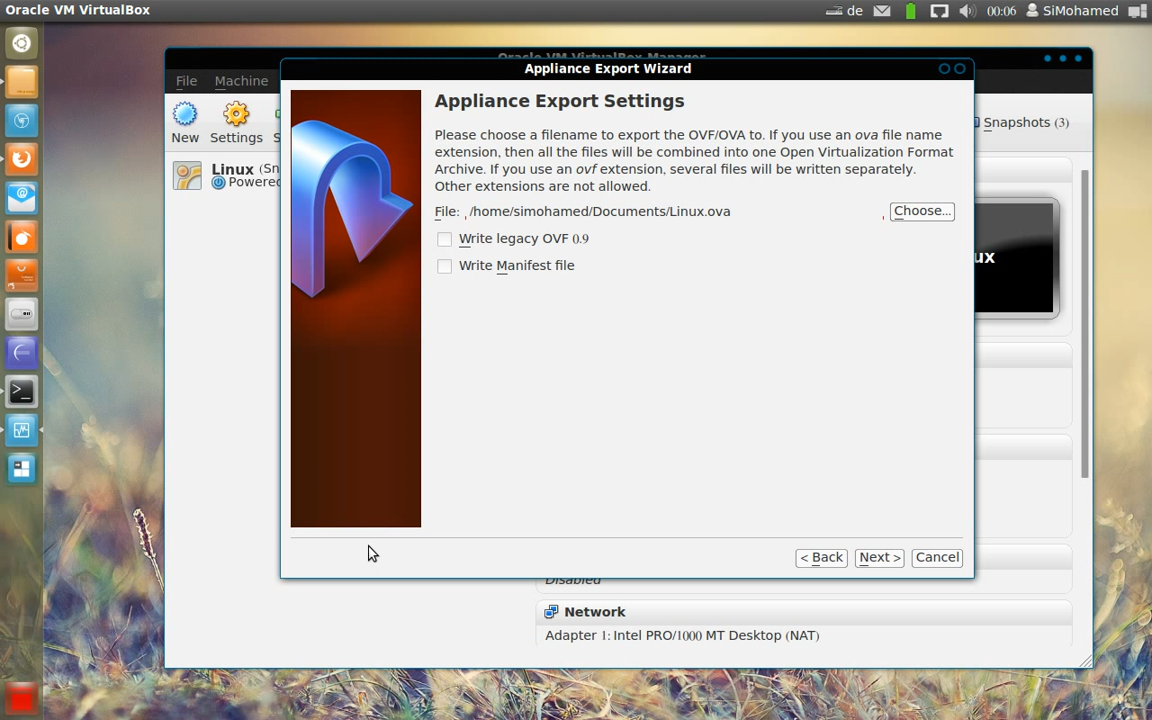 Oracle VM VirtualBox
de
00:06
SiMohamed
File
Machine
Appliance Export Wizard
New
Settings
Snapshots (3)
Linux (Sn
Powered
Appliance Export Settings
Please choose a filename to export the OVF/OVA to. If you use an ova file name
extension, then all the files will be combined into one Open Virtualization Format
Archive. If you use an ovf extension, several files will be written separately.
Other extensions are not allowed.
File: /home/simohamed/Documents/Linux.ova
Choose...
Write legacy OVF 0.9
Write Manifest file
ux
< Back
Next >
Cancel
Disabled
Network
Adapter 1: Intel PRO/1000 MT Desktop (NAT)